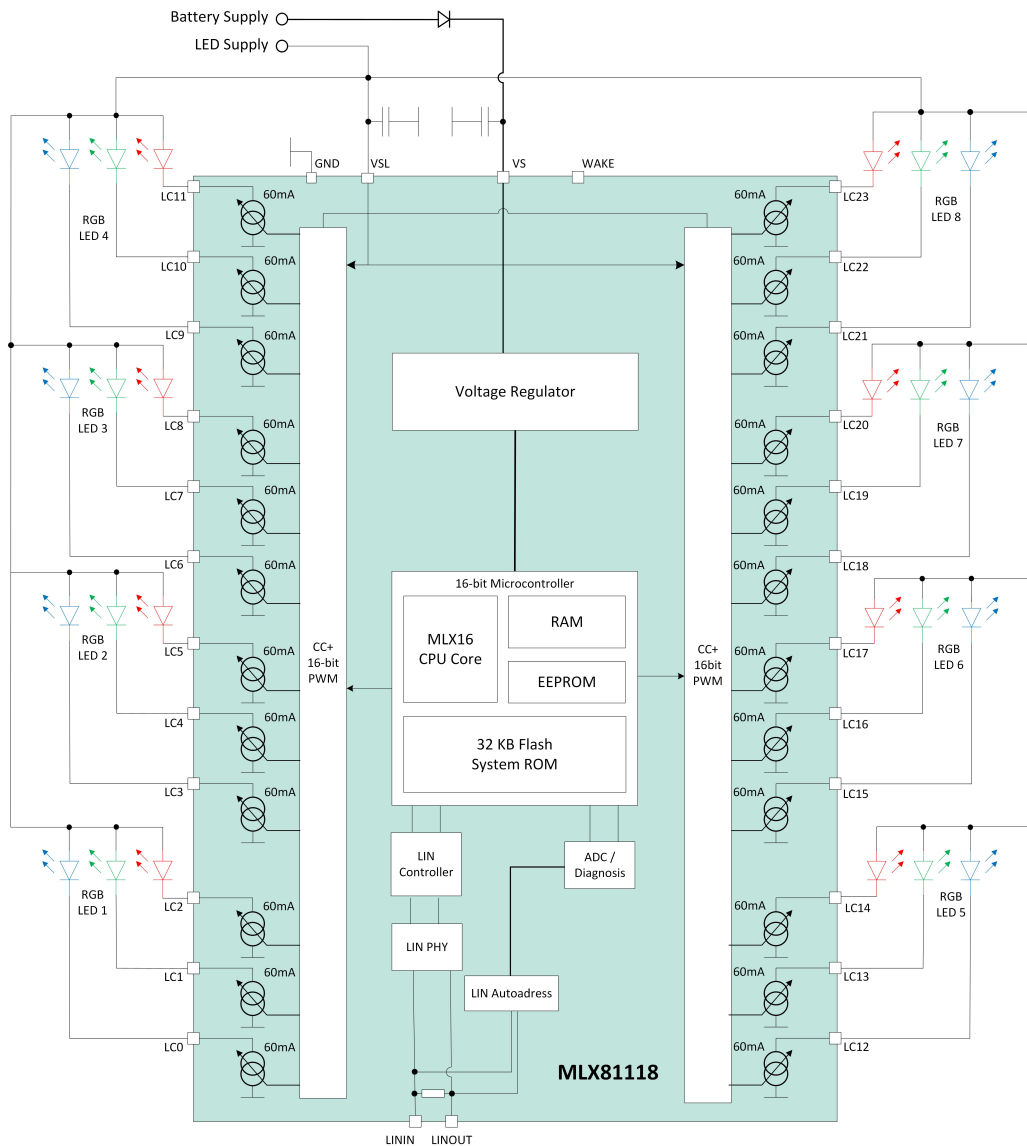 Battery Supply
LED Supply
GND
VSL
VS
WAKE
LC11
60mA
RGB
LED 4
LC10
60mA
LC9
60mA
RGB
LED 3
LC8
60mA
LC7
60mA
LC6
60mA
RGB
LED 2
LC5
60mA
LC4
60mA
LC3
60mA
RGB
LED 1
LC2
60mA
LC1
60mA
LC0
60mA
CC+
16-bit
PWM
Voltage Regulator
16-bit Microcontroller
MLX16
CPU Core
RAM
EEPROM
32 KB Flash
System ROM
LIN
Controller
ADC /
Diagnosis
LIN PHY
LIN Autoadress
MLX81118
LININ
LINOUT
CC+
16bit
PWM
60mA
LC23
RGB
LED 8
60mA
LC22
60mA
LC21
60mA
LC20
RGB
LED 7
60mA
LC19
60mA
LC18
60mA
LC17
RGB
LED 6
60mA
LC16
60mA
LC15
60mA
LC14
RGB
LED 5
60mA
LC13
60mA
LC12